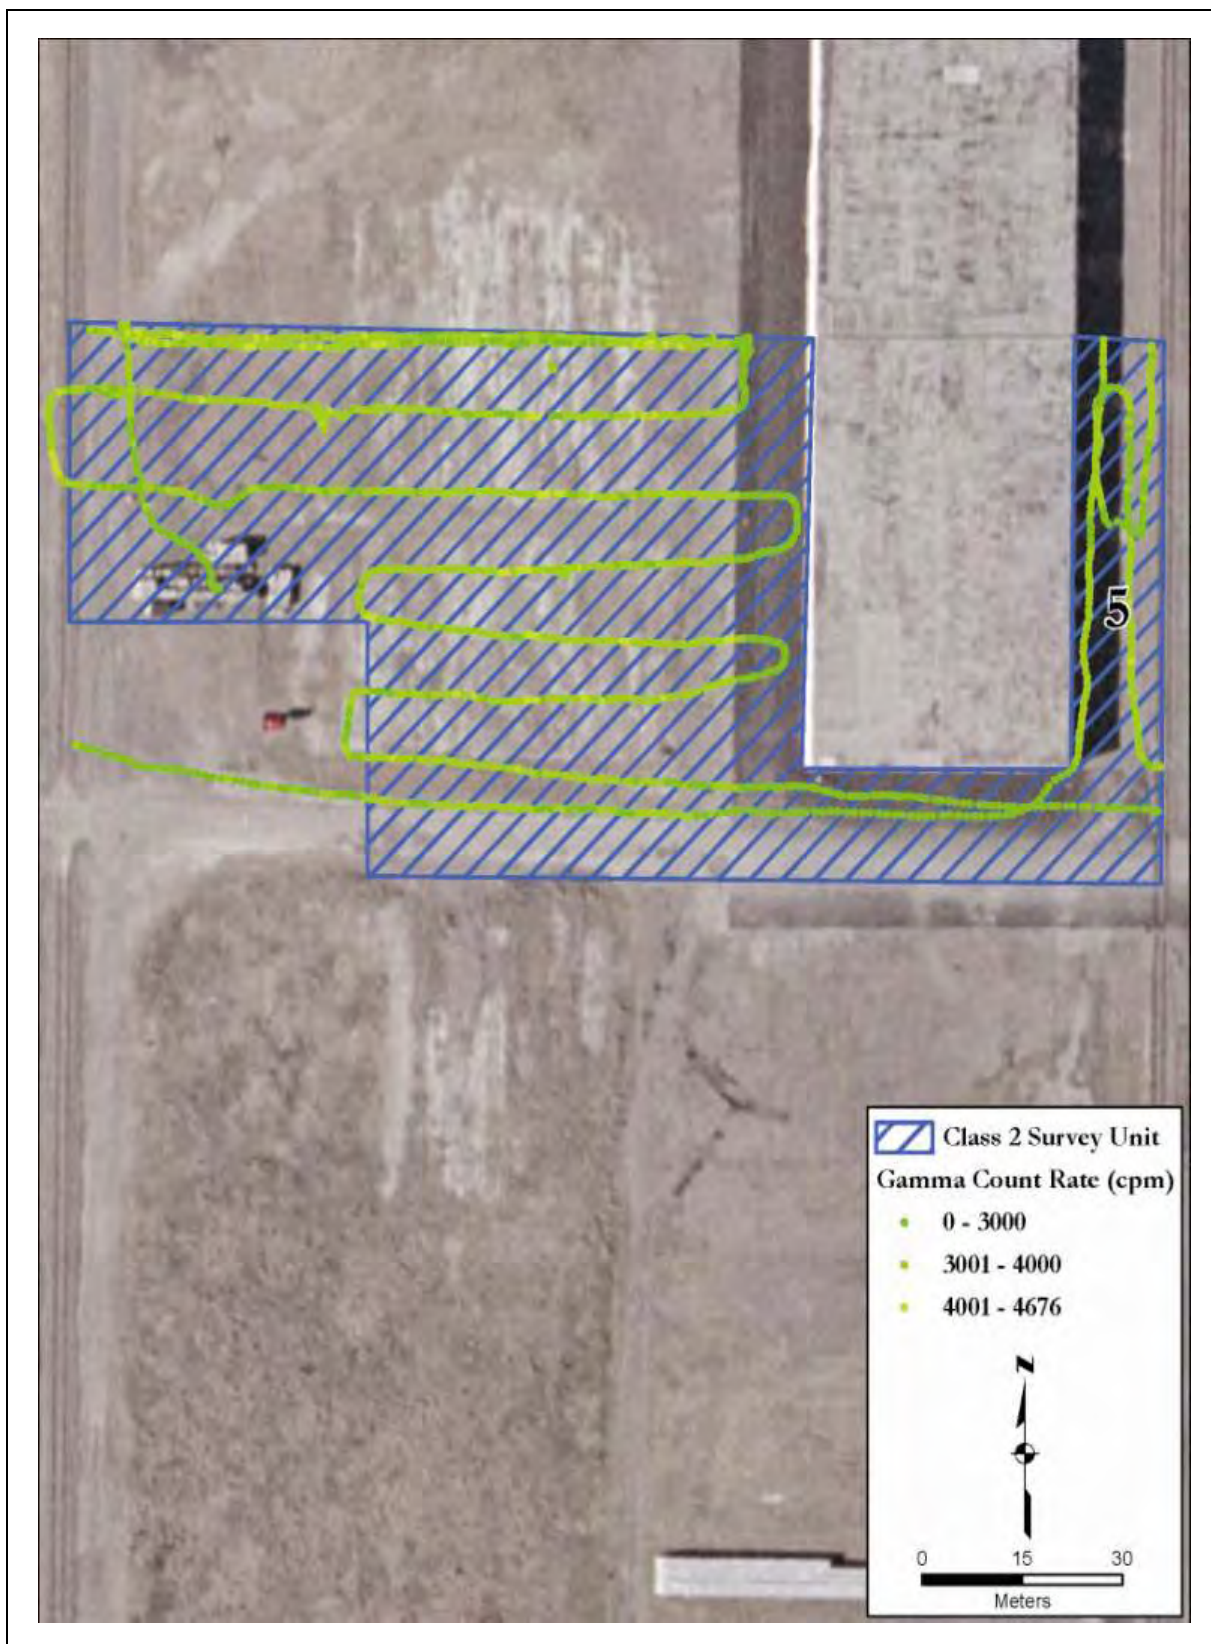 5
Class 2 Survey Unit
Gamma Count Rate (cpm)
0 - 3000
3001 - 4000
4001 - 4676
N
0 15 30
Meters